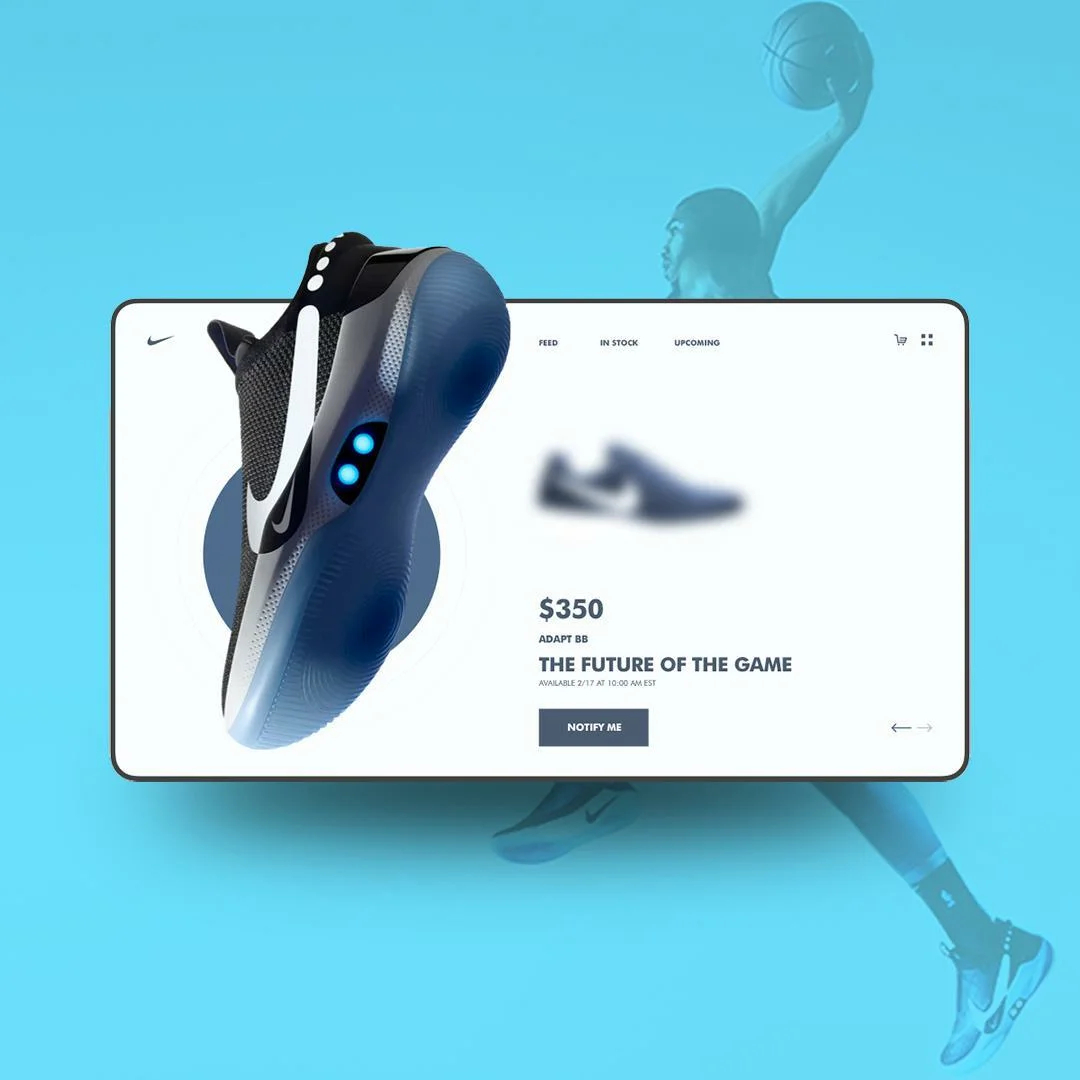 FEED IN STOCK UPCOMING
$350
ADAPT BB
THE FUTURE OF THE GAME
AVAILABLE 2/17 AT 10:00 AM EST
NOTIFY ME